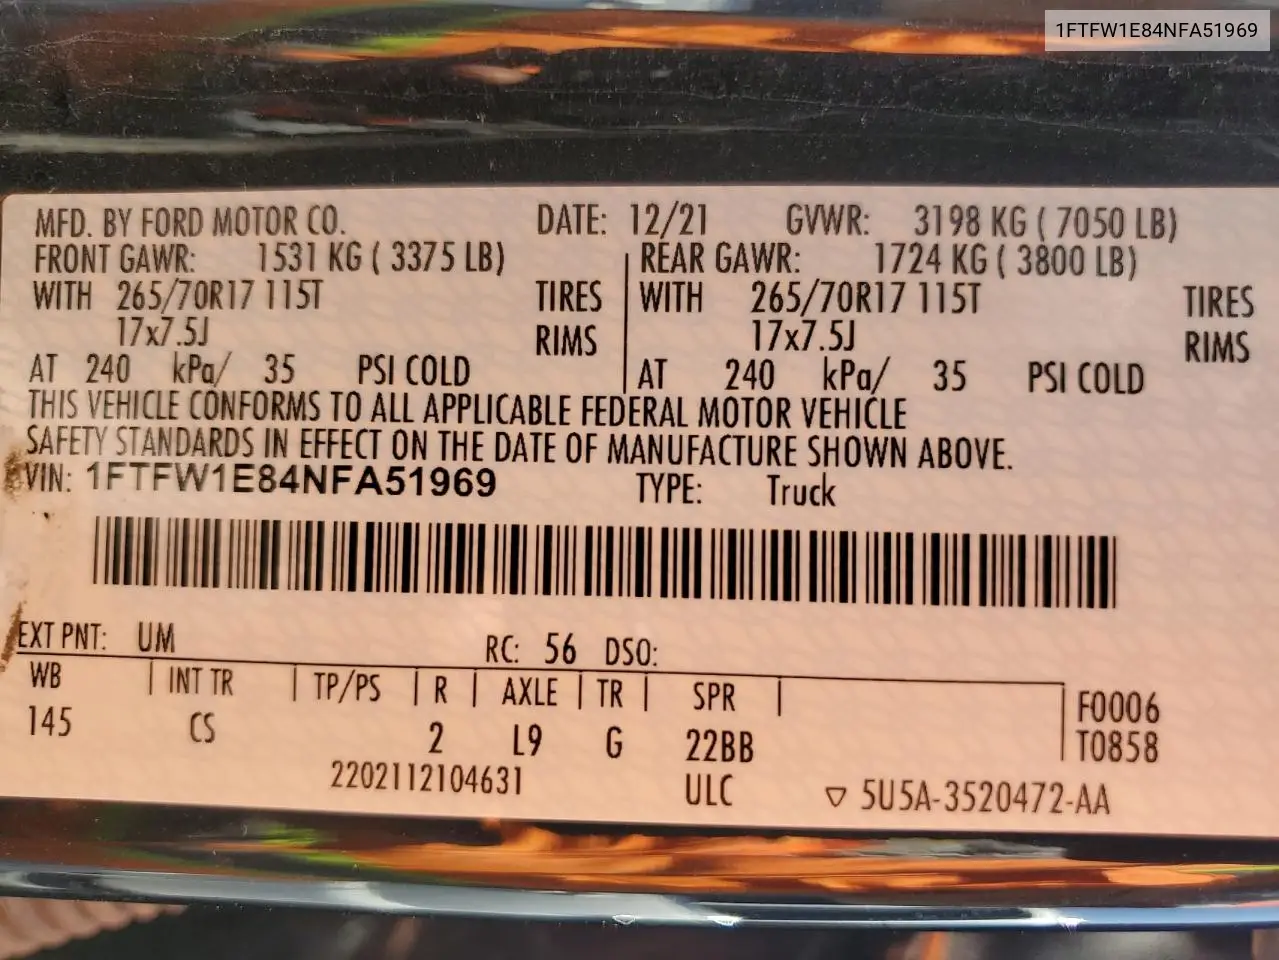 1FTFW1E84NFA51969
MFD. BY FORD MOTOR CO. DATE: 12/21 GVWR: 3198 KG ( 7050 LB)
FRONT GAWR: 1531 KG ( 3375 LB) REAR GAWR: 1724 KG ( 3800 LB)
WITH 265/70R17 115T TIRES WITH 265/70R17 115T TIRES
17x7.5J RIMS 17x7.5J RIMS
AT 240 kPa/ 35 PSI COLD AT 240 kPa/ 35 PSI COLD
THIS VEHICLE CONFORMS TO ALL APPLICABLE FEDERAL MOTOR VEHICLE
SAFETY STANDARDS IN EFFECT ON THE DATE OF MANUFACTURE SHOWN ABOVE.
VIN: 1FTFW1E84NFA51969 TYPE: Truck
EXT PNT: UM RC: 56 DSO:
WB INT TR TP/PS R AXLE TR SPR F0006
145 CS 2 L9 G 22BB T0858
2202112104631 ULC ▽ 5U5A-3520472-AA